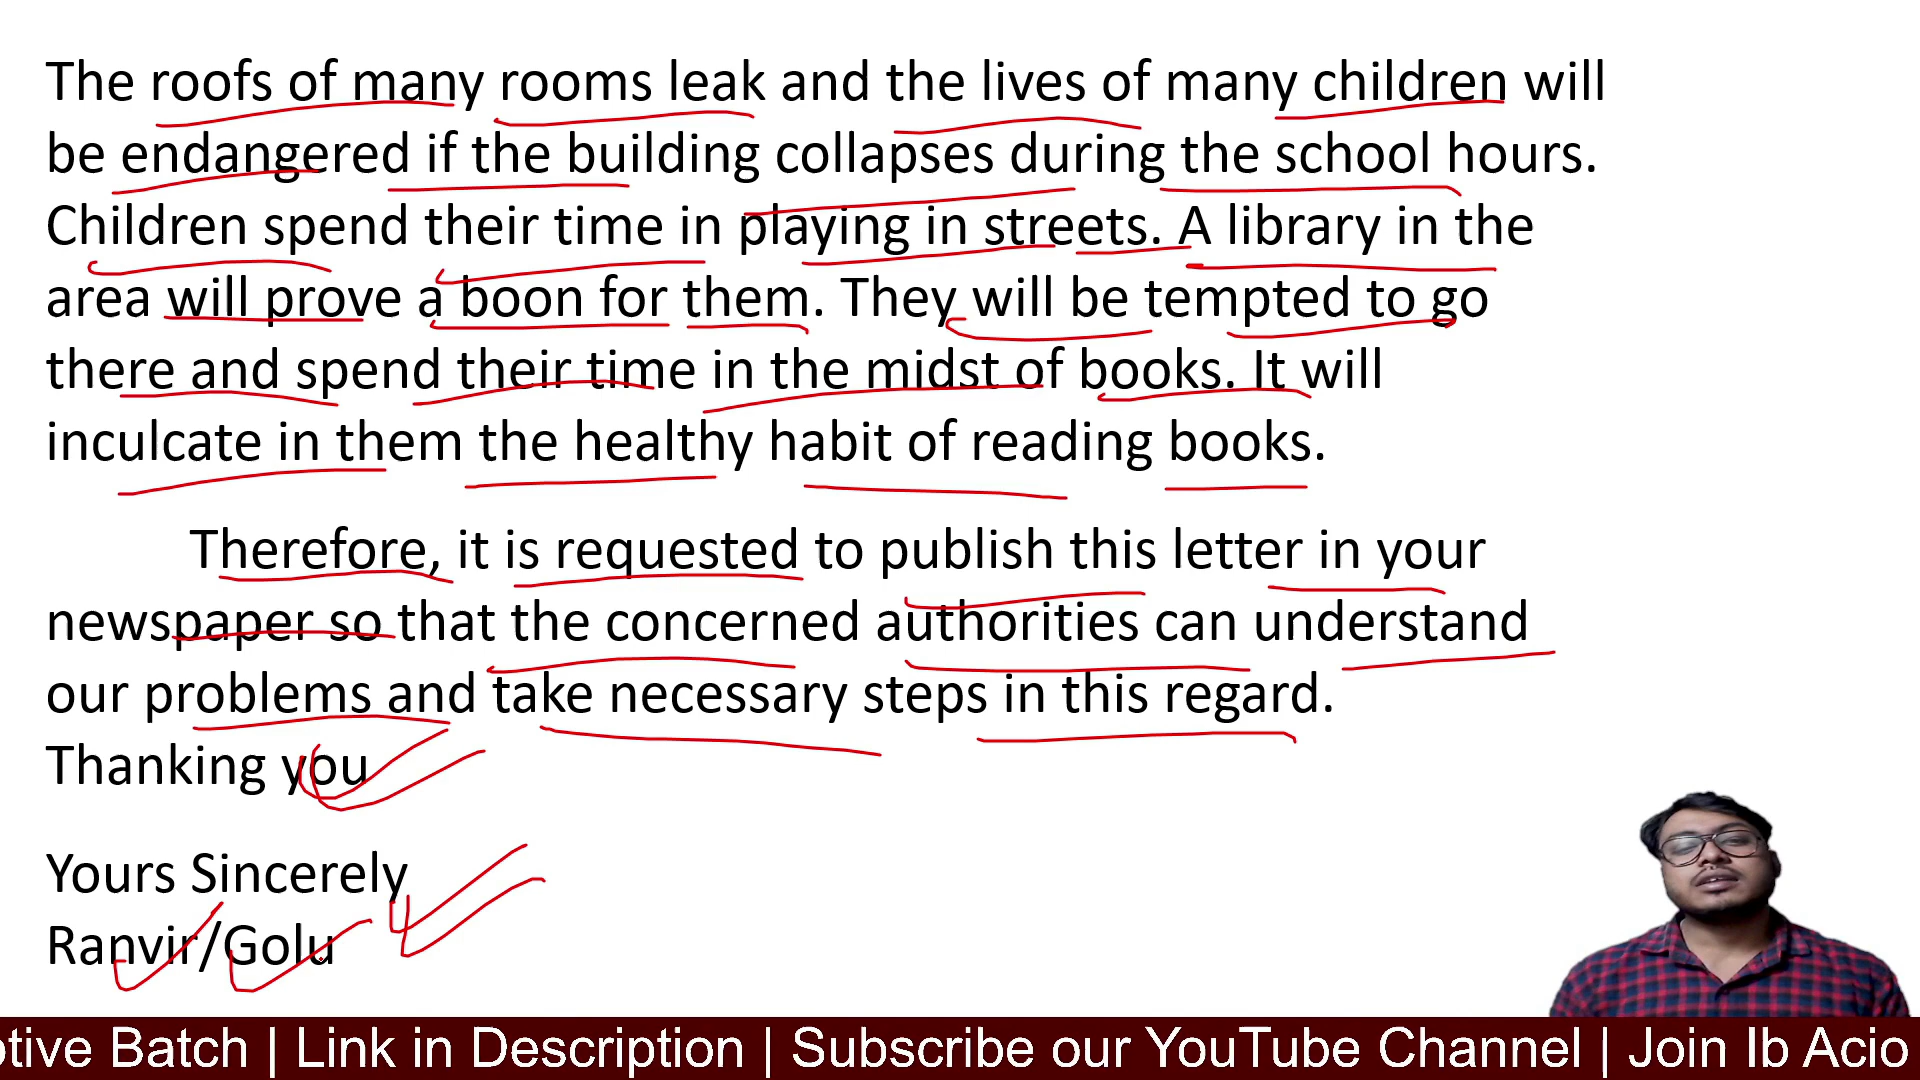 The roofs of many rooms leak and the lives of many children will
be endangered if the building collapses during the school hours.
Children spend their time in playing in streets. A library in the
area will prove a boon for them. They will be tempted to go
there and spend their time in the midst of books. It will
inculcate in them the healthy habit of reading books.
Therefore, it is requested to publish this letter in your
newspaper so that the concerned authorities can understand
our problems and take necessary steps in this regard.
Thanking you
Yours Sincerely
Ranvir/Golu
ptive Batch | Link in Description | Subscribe our YouTube Channel | Join Ib Acio